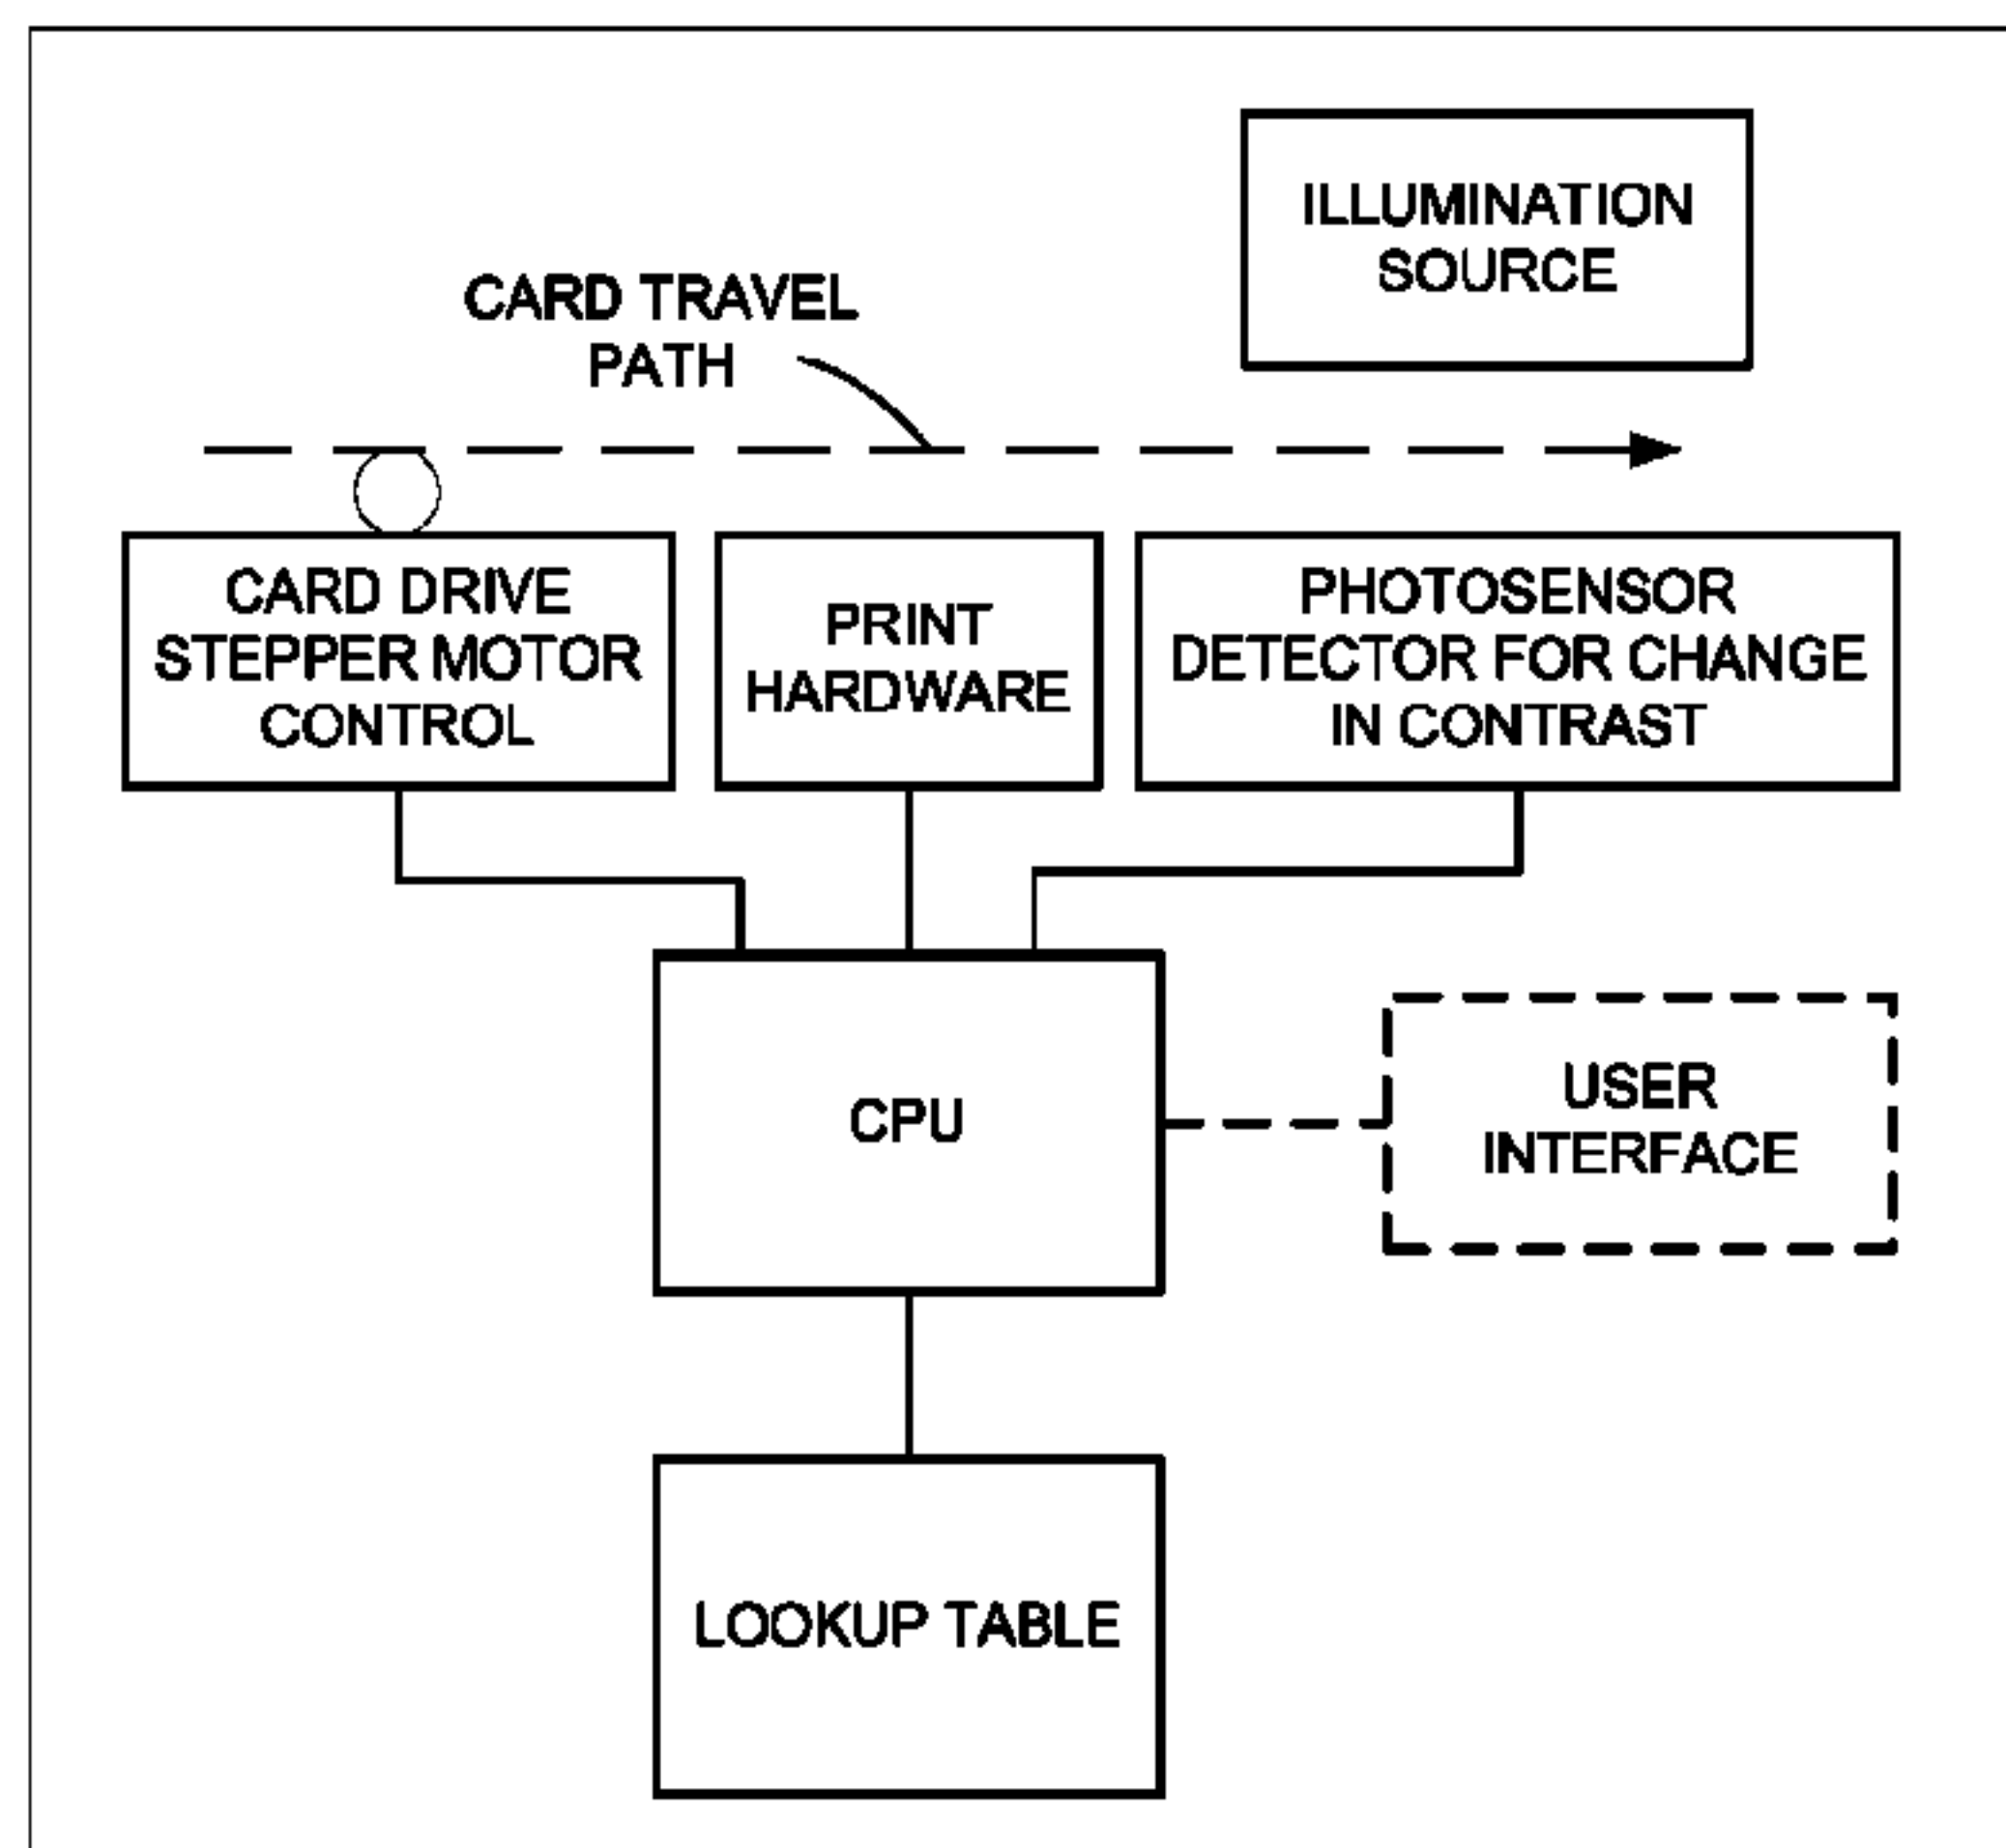 ILLUMINATION
SOURCE
CARD TRAVEL
PATH
CARD DRIVE
STEPPER MOTOR
CONTROL
PRINT
HARDWARE
PHOTOSENSOR
DETECTOR FOR CHANGE
IN CONTRAST
CPU
USER
INTERFACE
LOOKUP TABLE